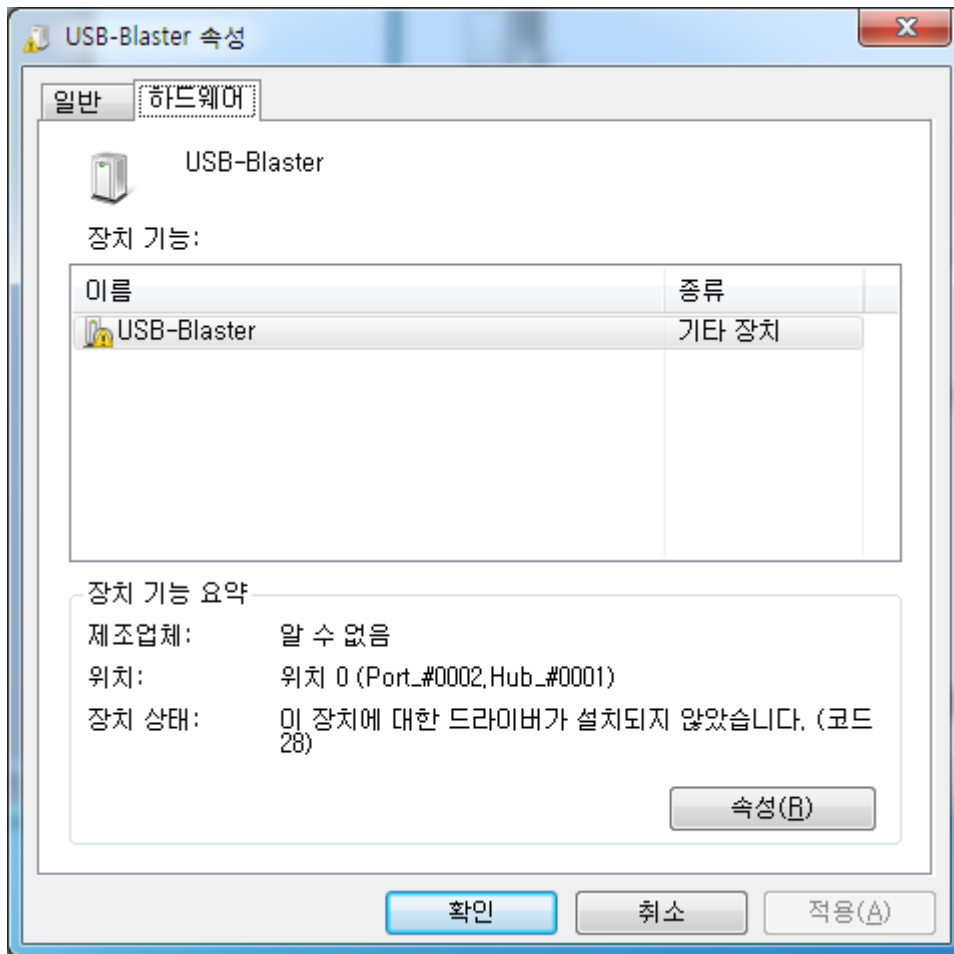 USB-Blaster 속성
일반 하드웨어
USB-Blaster
장치 기능:
이름 종류
USB-Blaster 기타 장치
장치 기능 요약
제조업체: 알 수 없음
위치: 위치 0 (Port_#0002.Hub_#0001)
장치 상태: 이 장치에 대한 드라이버가 설치되지 않았습니다. (코드
28)
속성(R)
확인 취소 적용(A)